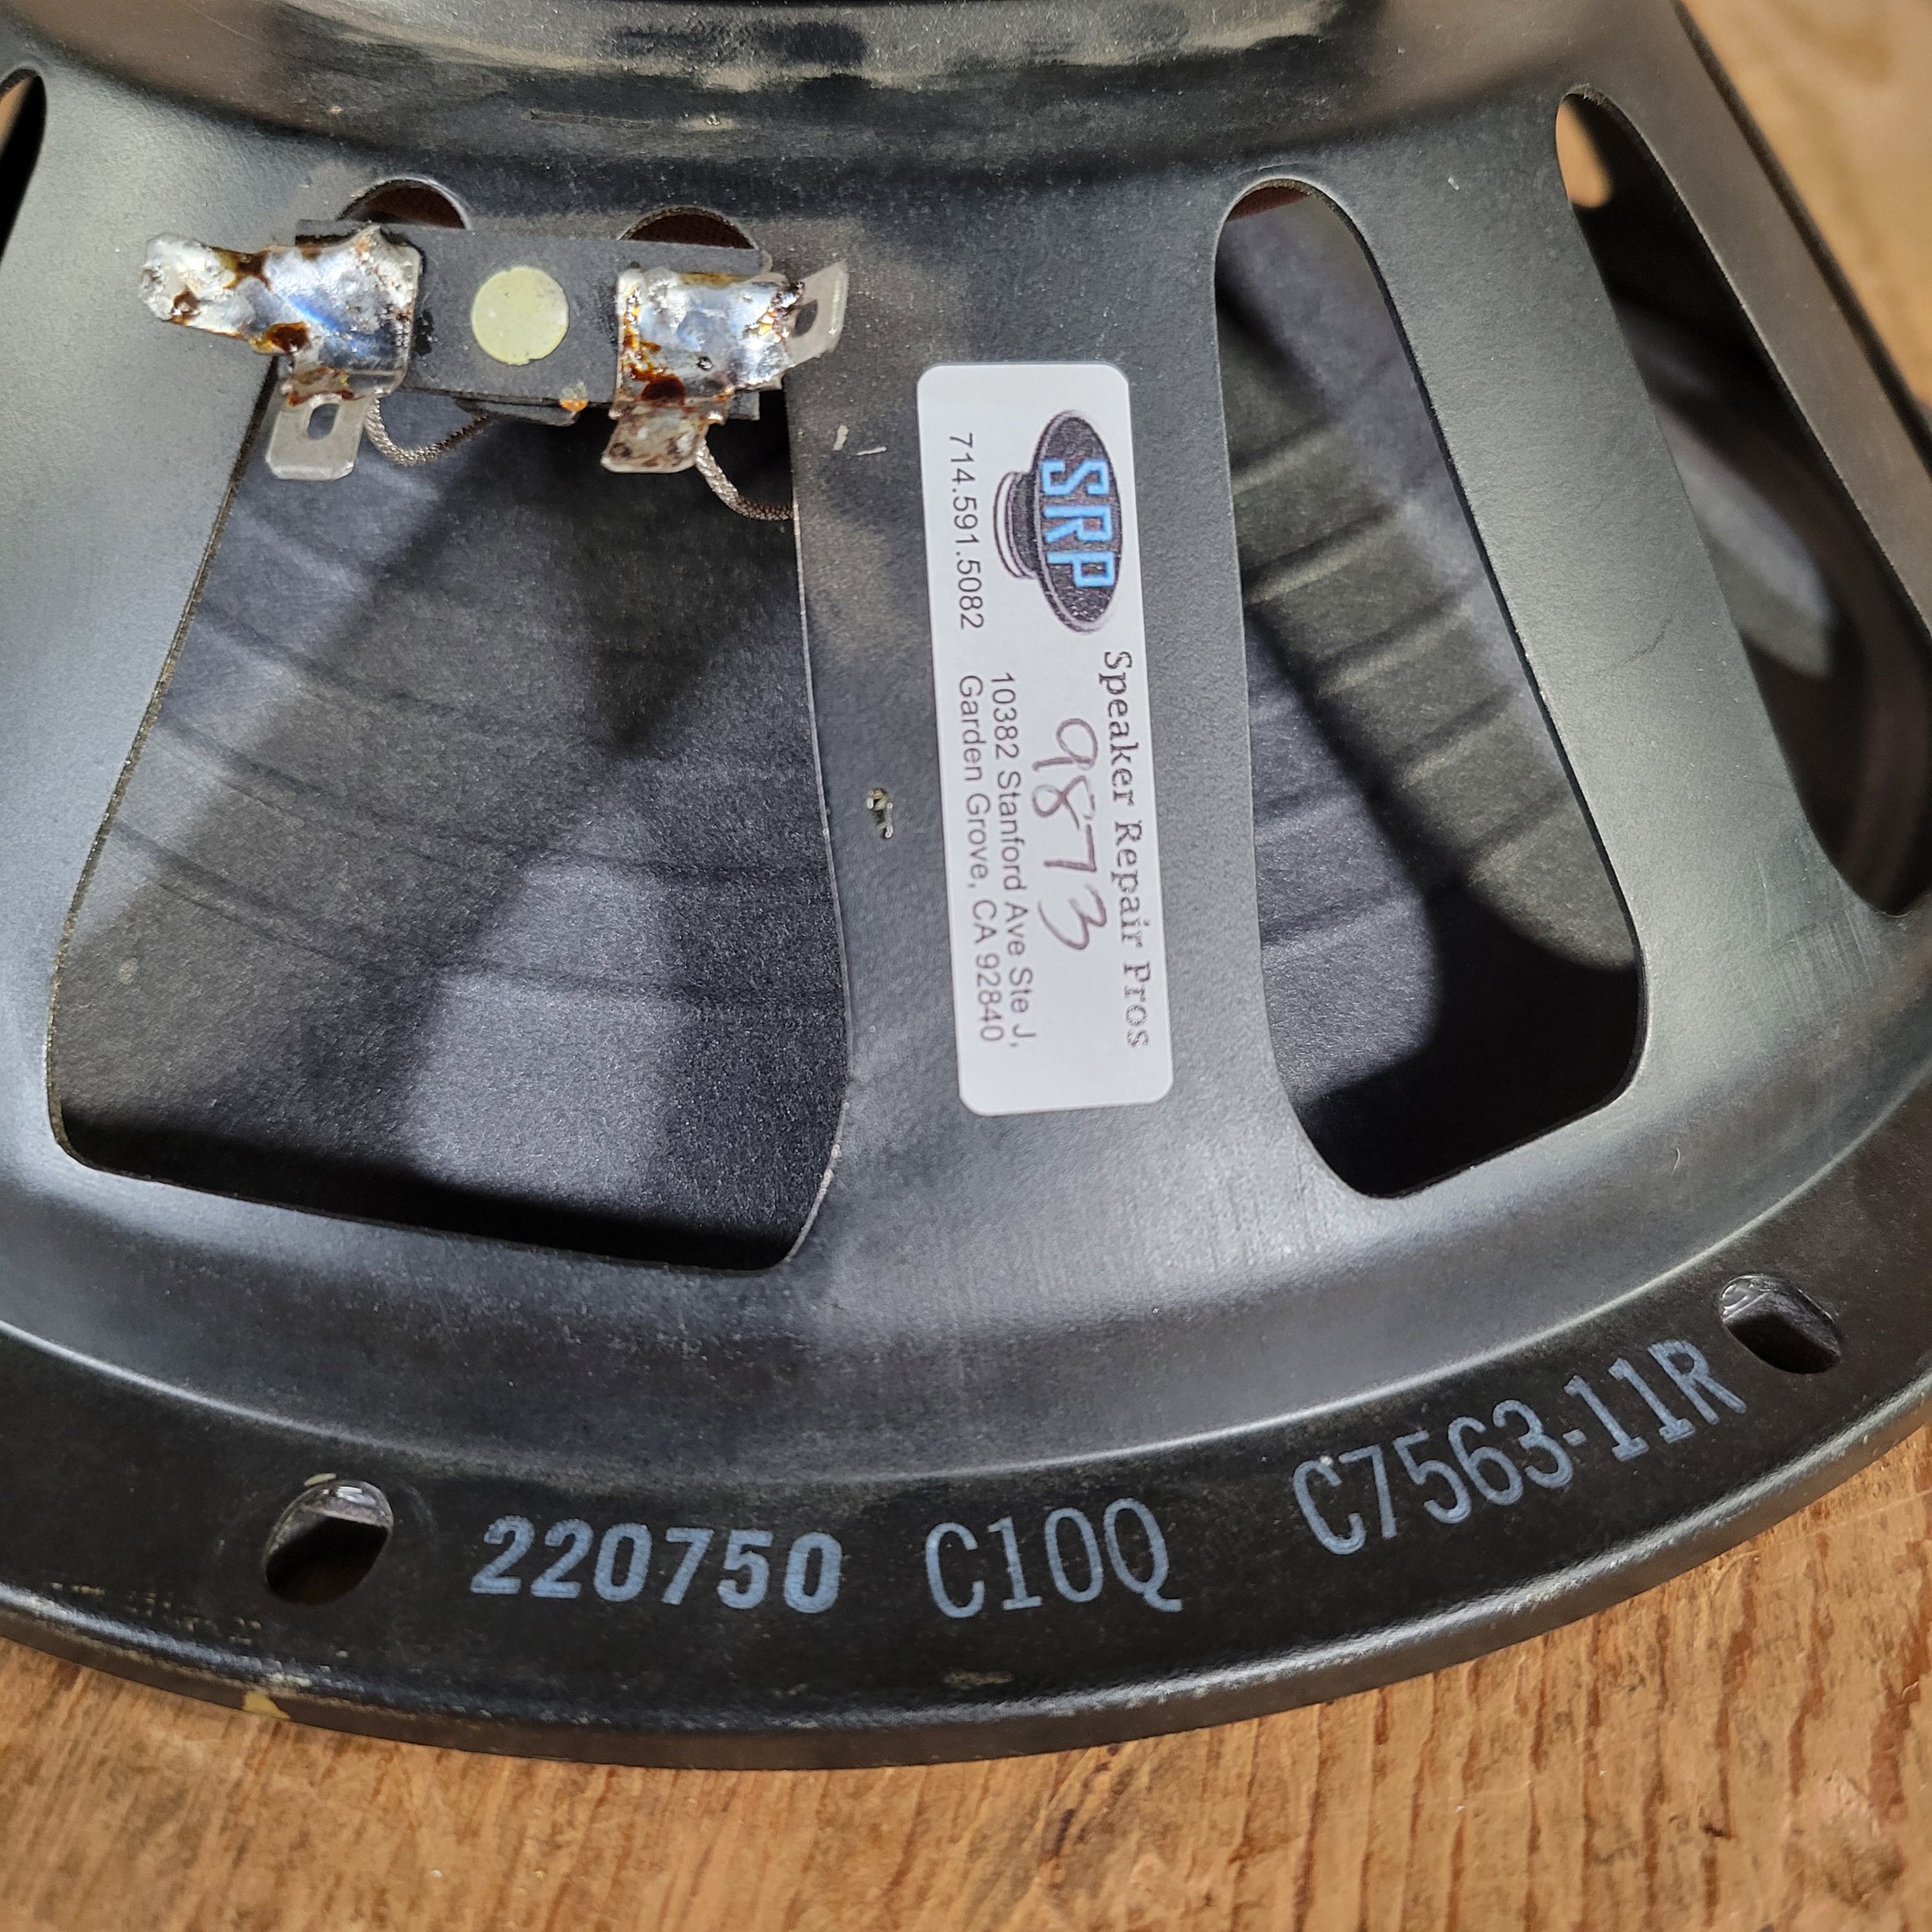 SRP
Speaker Repair Pros
9873
714.591.5082
10382 Stanford Ave Ste J,
Garden Grove, CA 92840
220750 C10Q C7563-11R